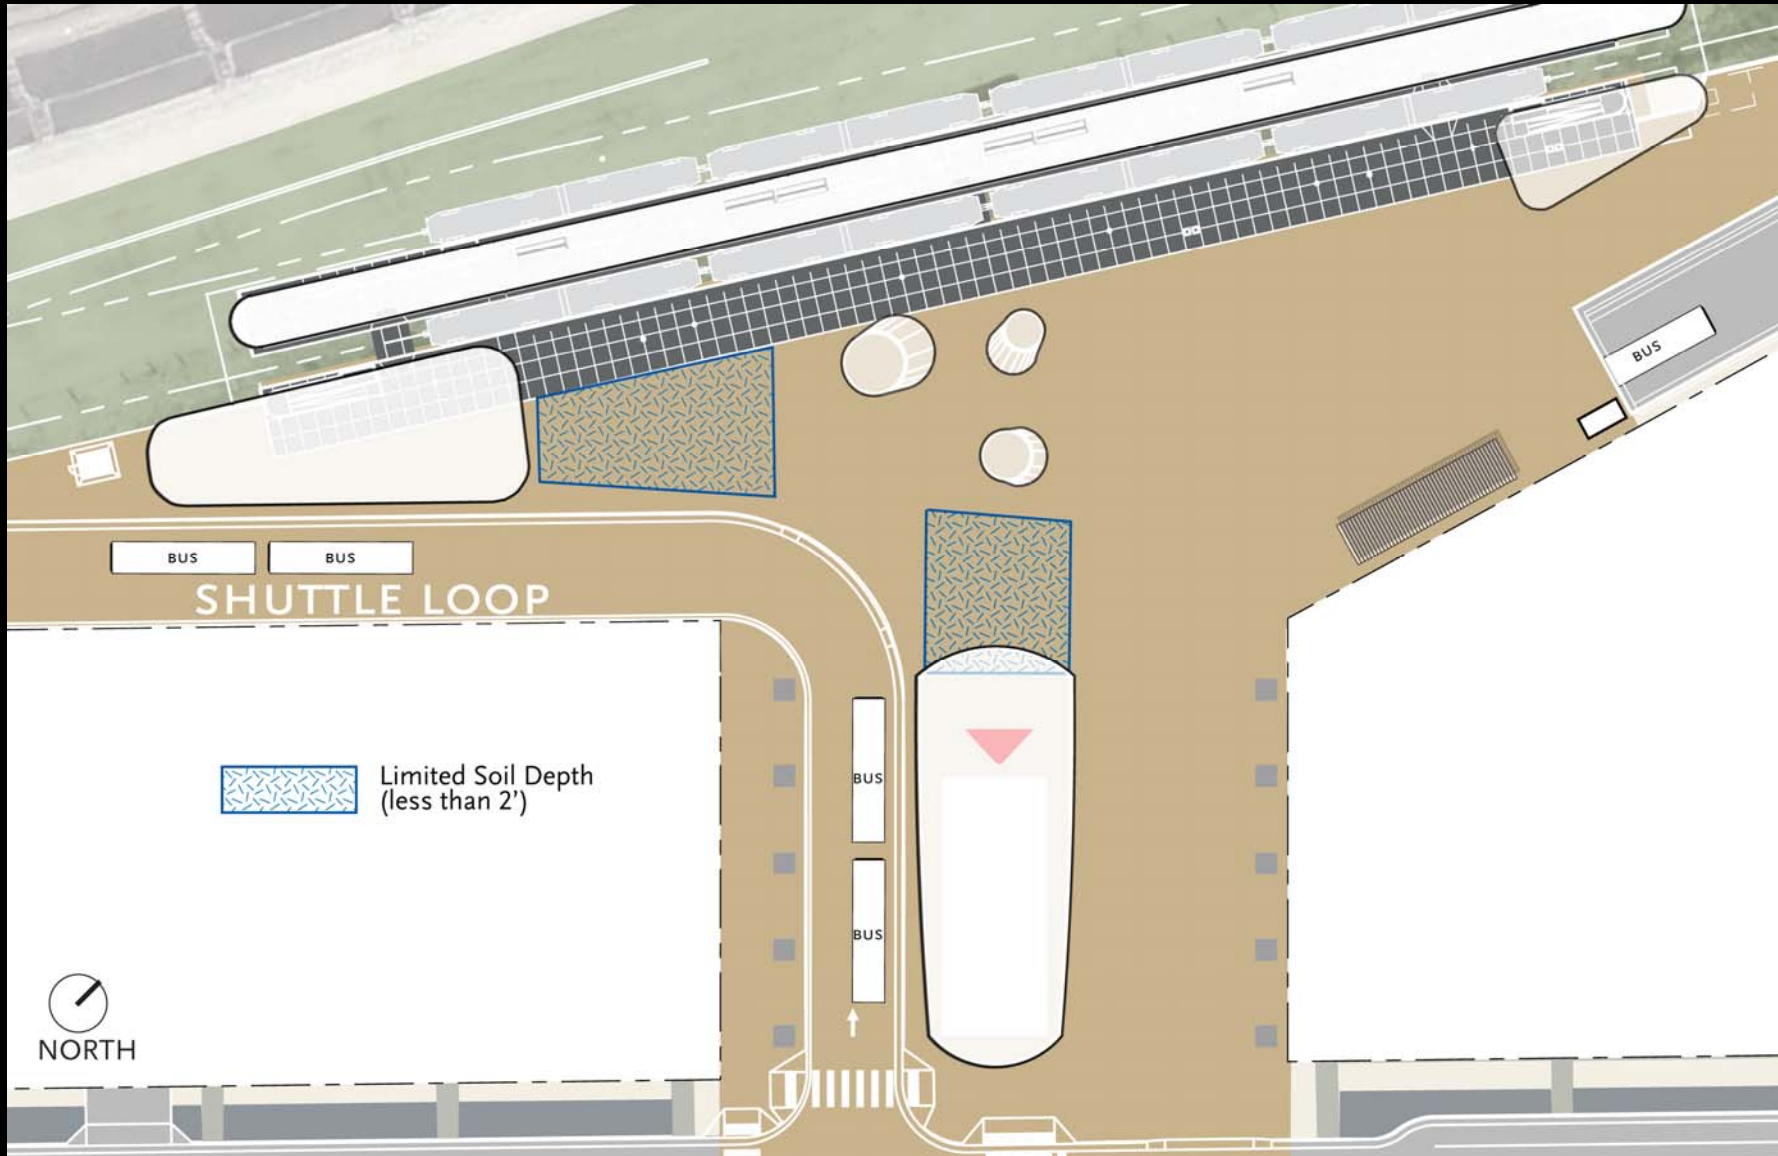 BUS
BUS
BUS
SHUTTLE LOOP
Limited Soil Depth
(less than 2')
BUS
BUS
NORTH